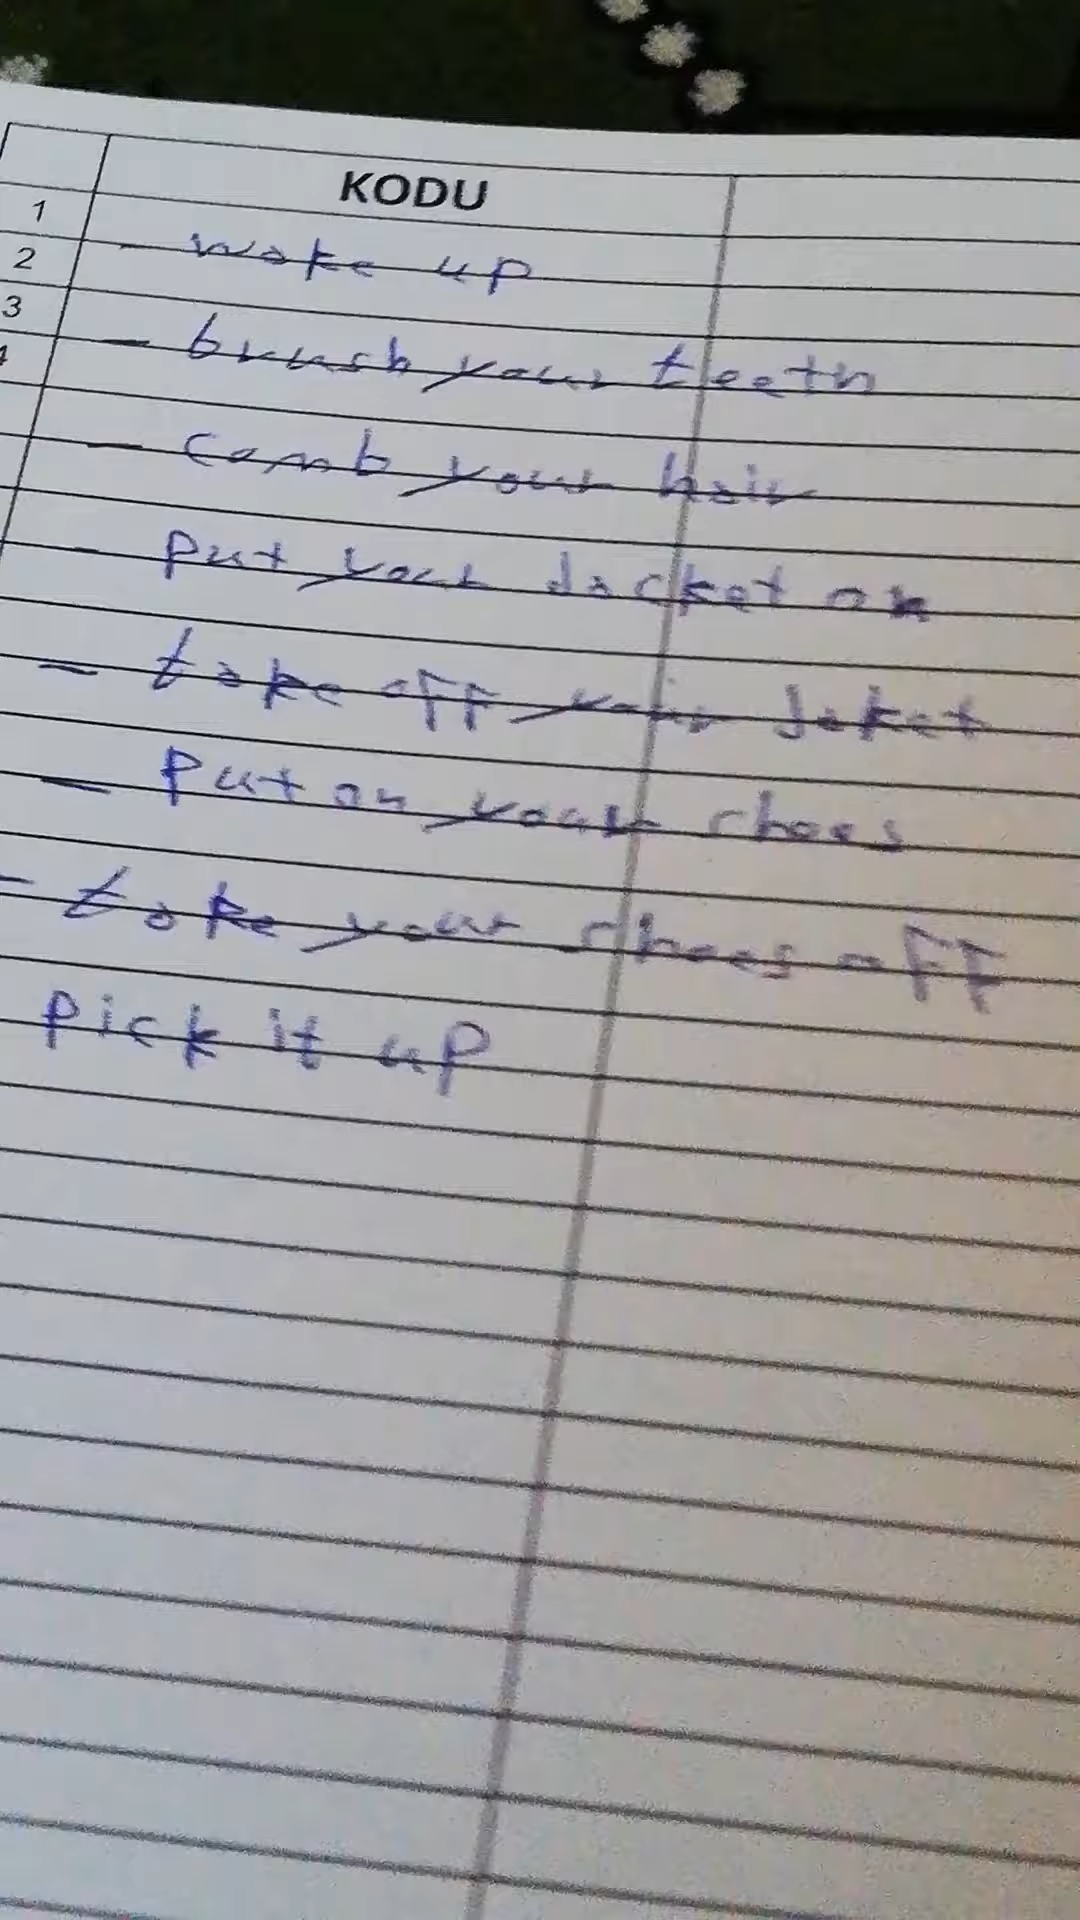 KODU
1
2
3
4
- wake up
- brush your teeth
- comb your hair
- put your jacket on
- take off your jaket
- put on your shoes
- take your shoes off
pick it up